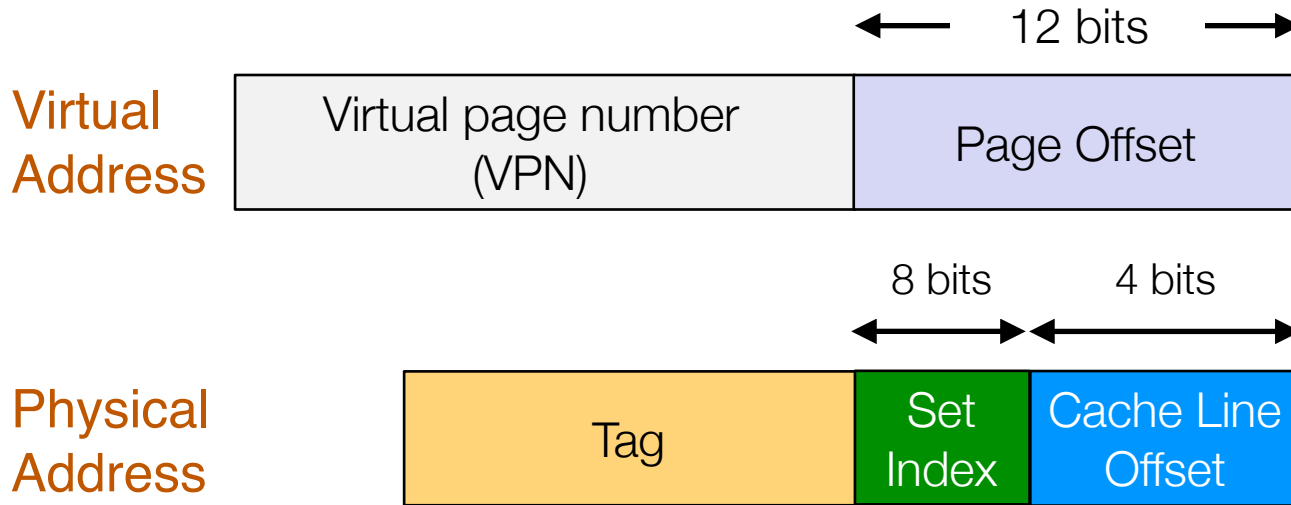 12 bits
Virtual
Address
Virtual page number
(VPN)
Page Offset
8 bits
4 bits
Physical
Address
Tag
Set
Index
Cache Line
Offset